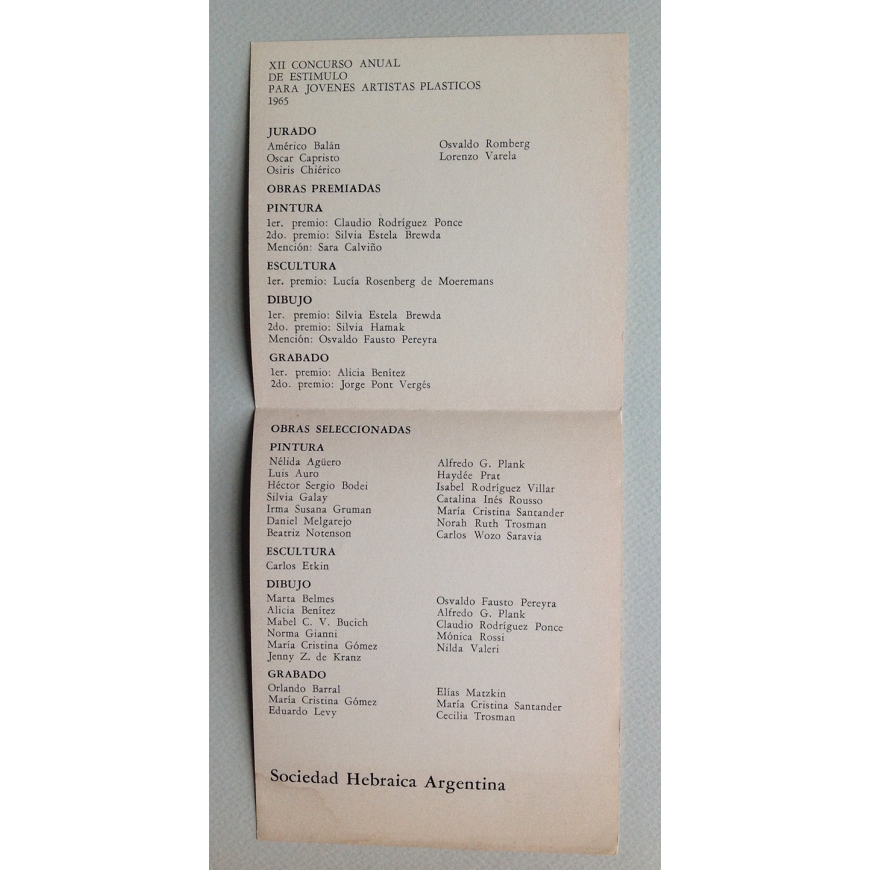 XII CONCURSO ANUAL
DE ESTIMULO
PARA JOVENES ARTISTAS PLASTICOS
1965
JURADO
Américo Balán
Oscar Capristo
Osiris Chiérico
Osvaldo Romberg
Lorenzo Varela
OBRAS PREMIADAS
PINTURA
1er. premio: Claudio Rodríguez Ponce
2do. premio: Silvia Estela Brewda
Mención: Sara Calviño
ESCULTURA
1er. premio: Lucía Rosenberg de Moeremans
DIBUJO
1er. premio: Silvia Estela Brewda
2do. premio: Silvia Hamak
Mención: Osvaldo Fausto Pereyra
GRABADO
1er. premio: Alicia Benítez
2do. premio: Jorge Pont Vergés
OBRAS SELECCIONADAS
PINTURA
Nélida Agüero
Luis Auro
Héctor Sergio Bodei
Silvia Galay
Irma Susana Gruman
Daniel Melgarejo
Beatriz Notenson
Alfredo G. Plank
Haydée Prat
Isabel Rodríguez Villar
Catalina Inés Rousso
María Cristina Santander
Norah Ruth Trosman
Carlos Wozo Saravia
ESCULTURA
Carlos Etkin
DIBUJO
Marta Belmes
Alicia Benítez
Mabel C. V. Bucich
Norma Gianni
María Cristina Gómez
Jenny Z. de Kranz
Osvaldo Fausto Pereyra
Alfredo G. Plank
Claudio Rodríguez Ponce
Mónica Rossi
Nilda Valeri
GRABADO
Orlando Barral
María Cristina Gómez
Eduardo Levy
Elías Matzkin
María Cristina Santander
Cecilia Trosman
Sociedad Hebraica Argentina